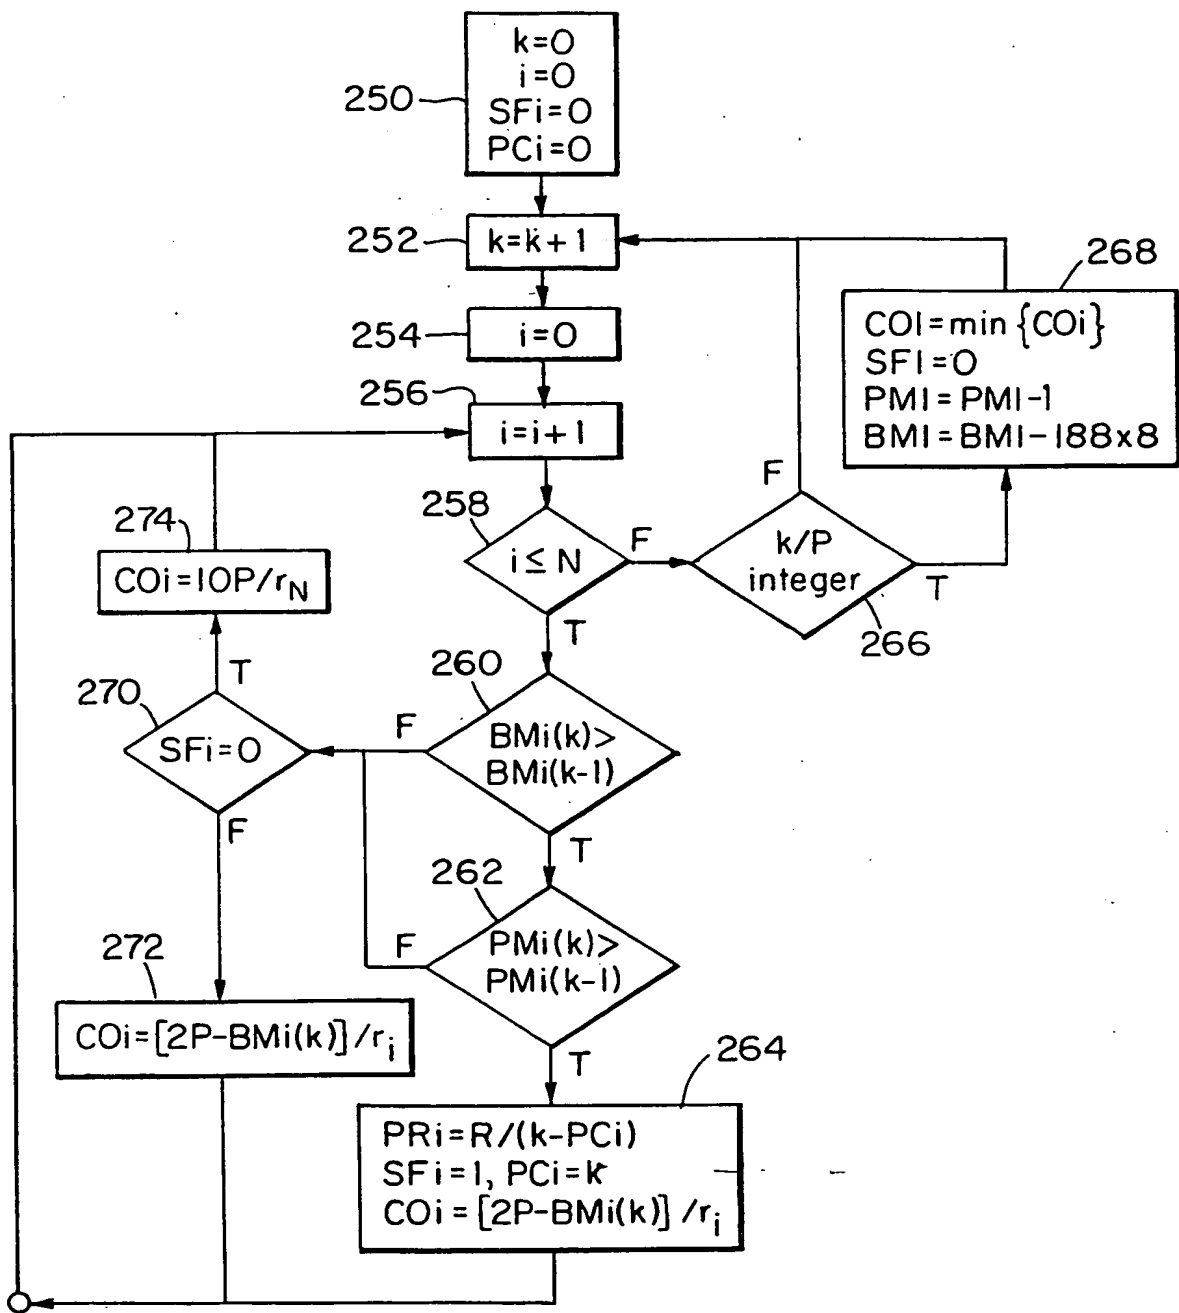 k=0
i=0
SFi=0
PCi=0
250
252
k=k+1
254
i=0
256
i=i+1
258
i≤N
F
T
k/P
integer
266
F
T
268
COI=min{COi}
SFI=0
PMI=PMI-1
BMI=BMI-188x8
260
BMi(k)>
BMi(k-1)
F
T
262
PMi(k)>
PMi(k-1)
F
T
264
PRi=R/(k-PCi)
SFi=1, PCi=k
COi=[2P-BMi(k)]/ri
270
SFi=0
T
F
274
COi=10P/rN
272
COi=[2P-BMi(k)]/ri